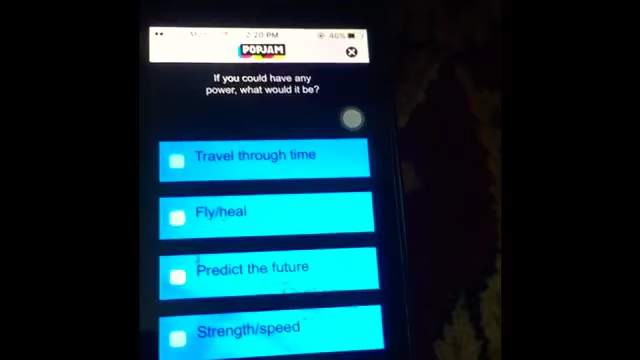 2:20 PM 46%
POPJAM
If you could have any
power, what would it be?
Travel through time
Fly/heal
Predict the future
Strength/speed